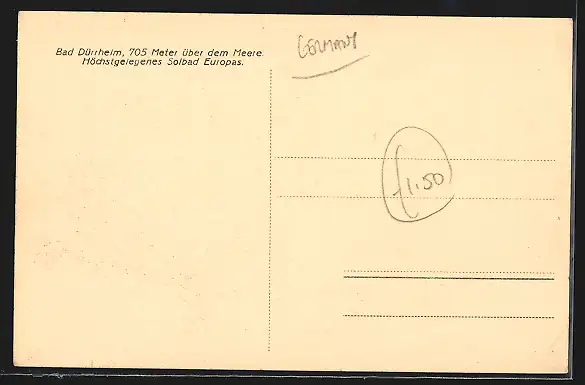 Bad Dürrheim, 705 Meter über dem Meere.
Höchstgelegenes Solbad Europas.
GERMANY
£1.50